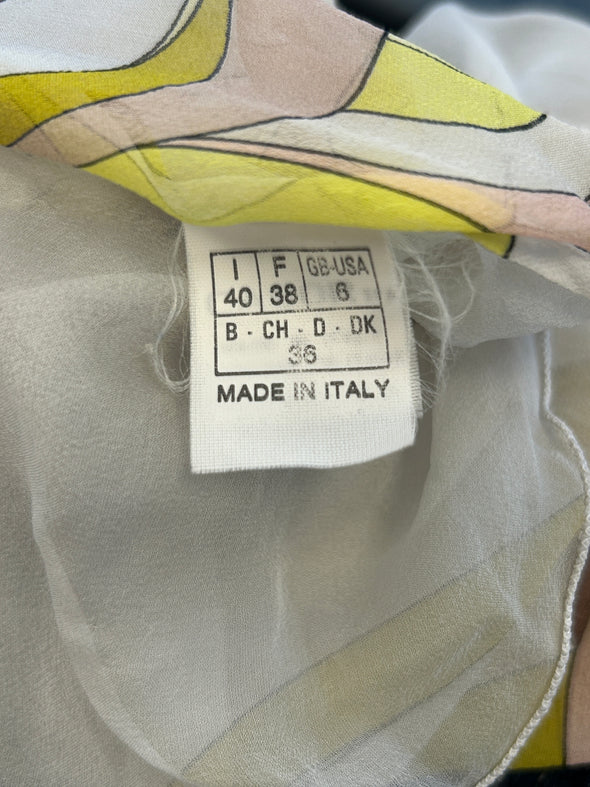 I F GB-USA
40 38 6
B · CH · D · DK
36
MADE IN ITALY